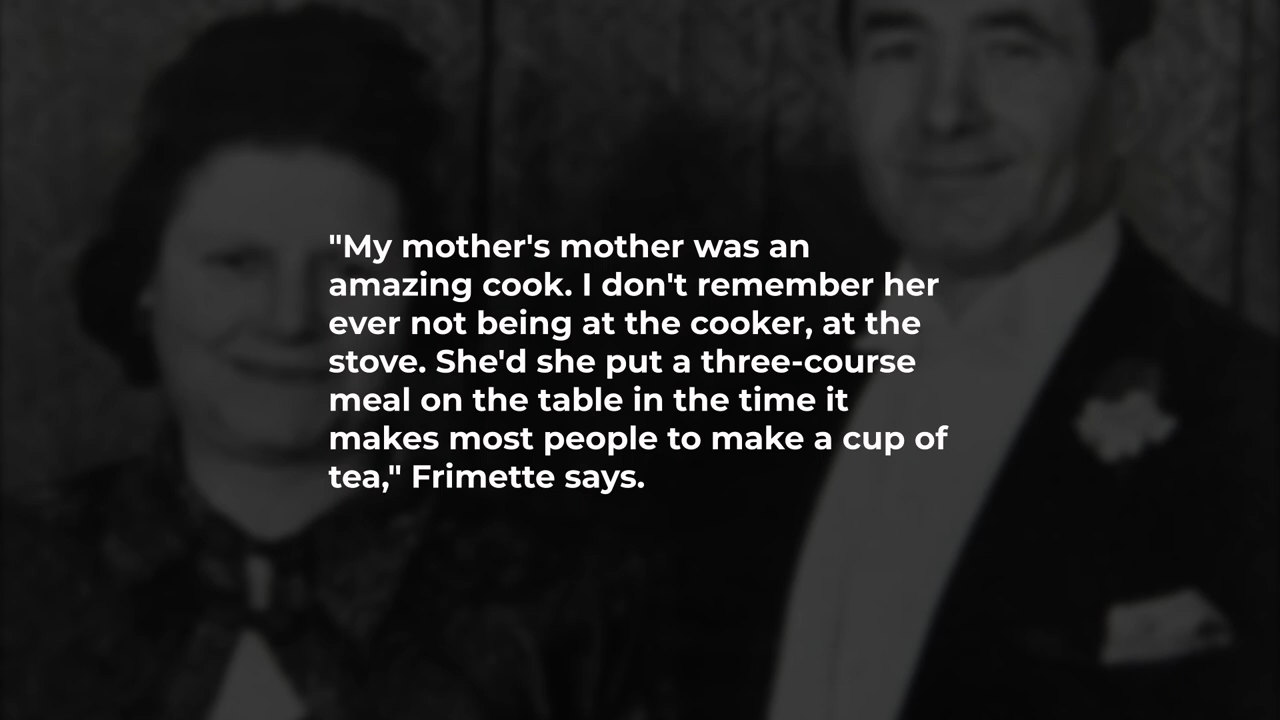 "My mother's mother was an
amazing cook. I don't remember her
ever not being at the cooker, at the
stove. She'd she put a three-course
meal on the table in the time it
makes most people to make a cup of
tea," Frimette says.